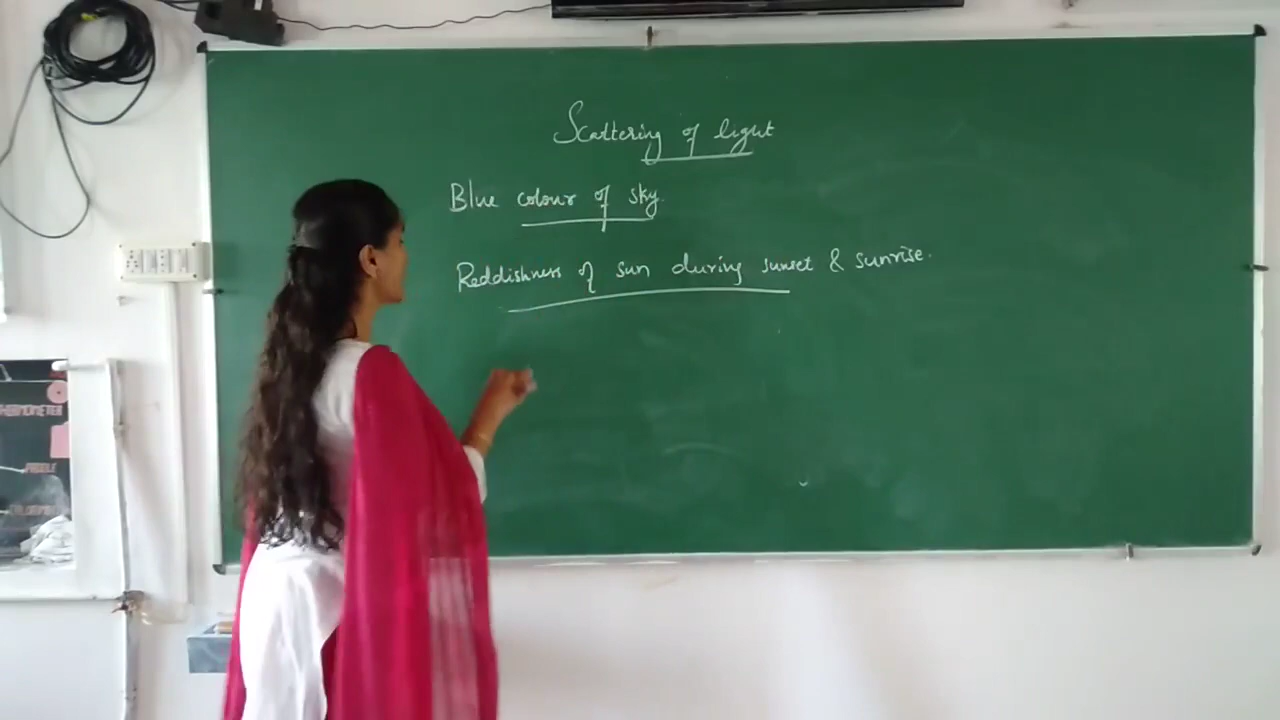 Scattering of light
Blue colour of sky.
Reddishness of sun during sunset & sunrise.